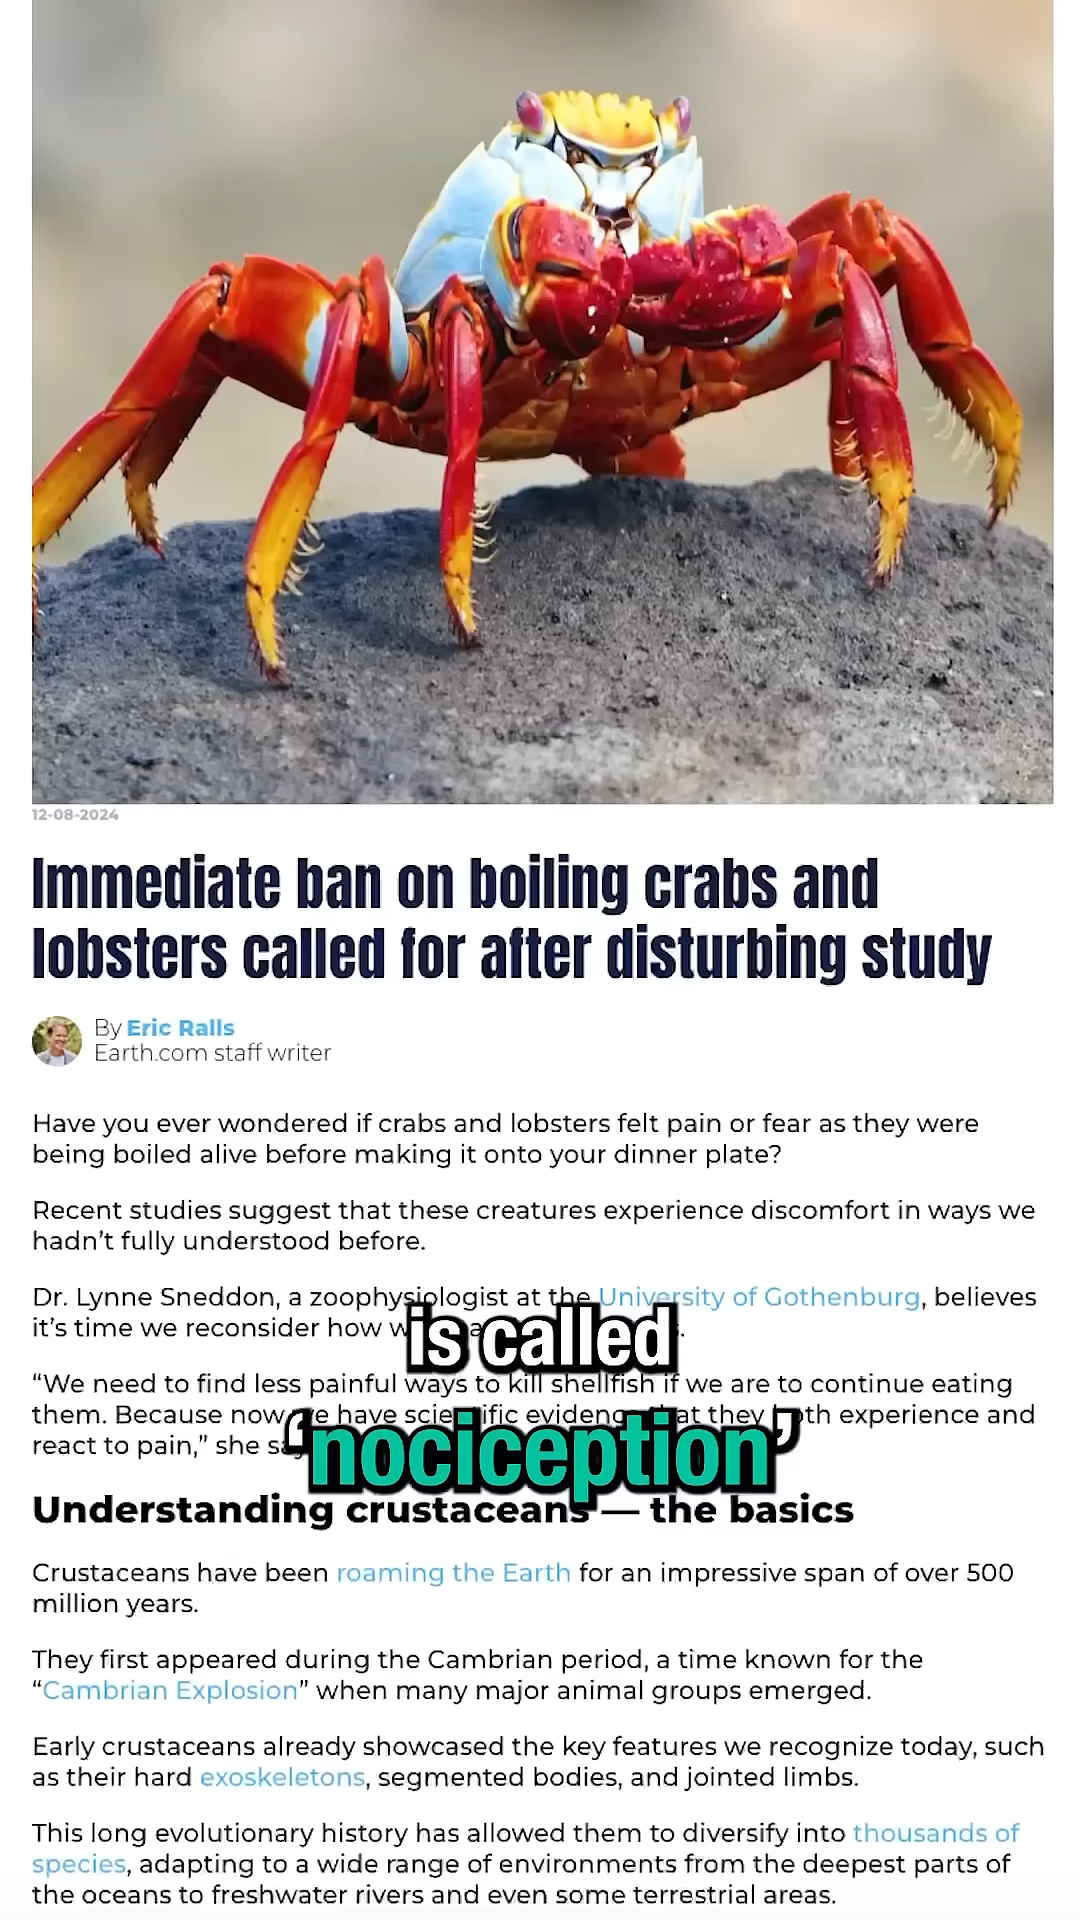 12-08-2024
Immediate ban on boiling crabs and
lobsters called for after disturbing study
By Eric Ralls
Earth.com staff writer
Have you ever wondered if crabs and lobsters felt pain or fear as they were
being boiled alive before making it onto your dinner plate?
Recent studies suggest that these creatures experience discomfort in ways we
hadn’t fully understood before.
Dr. Lynne Sneddon, a zoophysiologist at the University of Gothenburg, believes
it’s time we reconsider how
is called
“We need to find less painful ways to kill shellfish if we are to continue eating
them. Because now we have scientific evidence that they both experience and
react to pain,” she
‘nociception’
Understanding crustaceans — the basics
Crustaceans have been roaming the Earth for an impressive span of over 500
million years.
They first appeared during the Cambrian period, a time known for the
“Cambrian Explosion” when many major animal groups emerged.
Early crustaceans already showcased the key features we recognize today, such
as their hard exoskeletons, segmented bodies, and jointed limbs.
This long evolutionary history has allowed them to diversify into thousands of
species, adapting to a wide range of environments from the deepest parts of
the oceans to freshwater rivers and even some terrestrial areas.